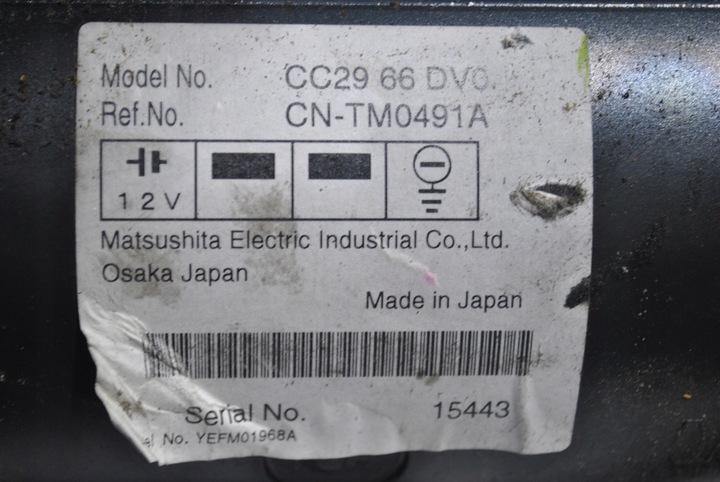 Model No. CC29 66 DV0
Ref.No. CN-TM0491A
12V
Matsushita Electric Industrial Co.,Ltd.
Osaka Japan
Made in Japan
Serial No. 15443
el No. YEFM01968A